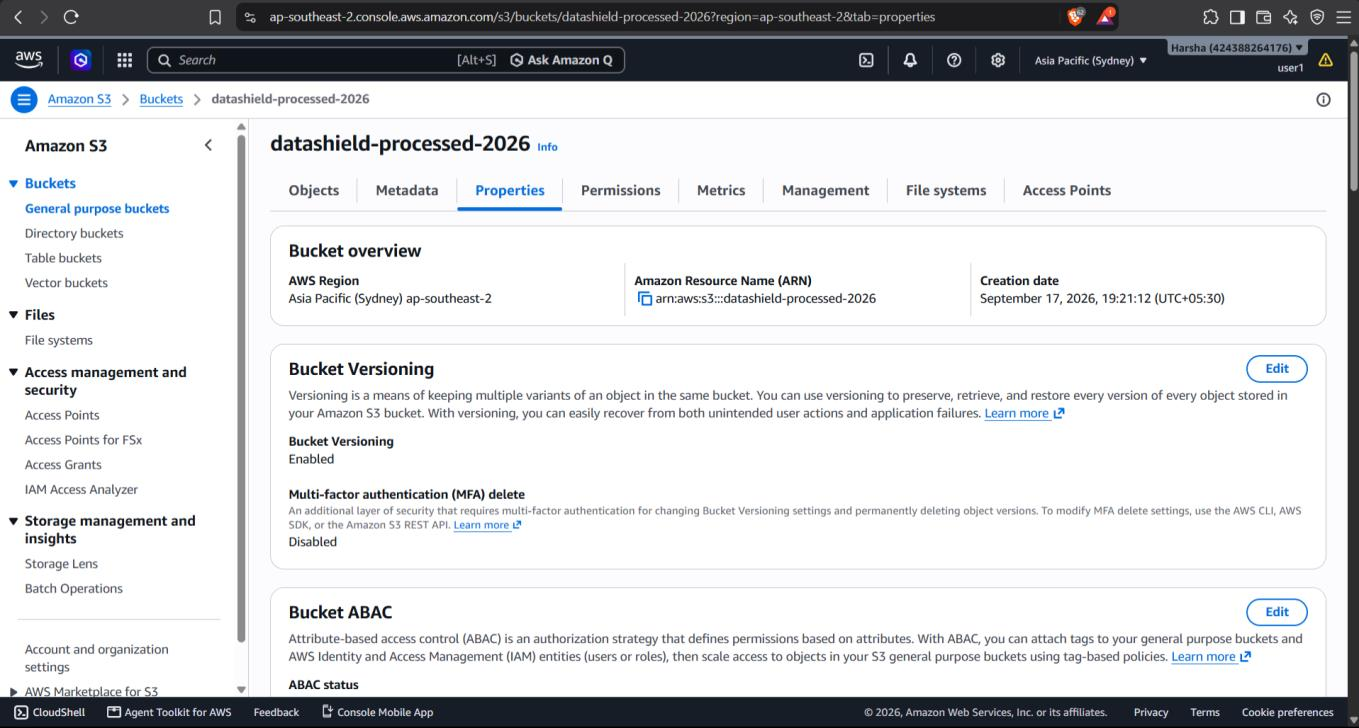 ap-southeast-2.console.aws.amazon.com/s3/buckets/datashield-processed-2026?region=ap-southeast-2&tab=properties
aws
Search
[Alt+S]
Ask Amazon Q
Asia Pacific (Sydney)
Harsha (424388264176)
user1
Amazon S3
Buckets
datashield-processed-2026
Amazon S3
Buckets
General purpose buckets
Directory buckets
Table buckets
Vector buckets
Files
File systems
Access management and
security
Access Points
Access Points for FSx
Access Grants
IAM Access Analyzer
Storage management and
insights
Storage Lens
Batch Operations
Account and organization
settings
AWS Marketplace for S3
datashield-processed-2026 Info
Objects
Metadata
Properties
Permissions
Metrics
Management
File systems
Access Points
Bucket overview
AWS Region
Asia Pacific (Sydney) ap-southeast-2
Amazon Resource Name (ARN)
arn:aws:s3:::datashield-processed-2026
Creation date
September 17, 2026, 19:21:12 (UTC+05:30)
Bucket Versioning
Edit
Versioning is a means of keeping multiple variants of an object in the same bucket. You can use versioning to preserve, retrieve, and restore every version of every object stored in
your Amazon S3 bucket. With versioning, you can easily recover from both unintended user actions and application failures. Learn more
Bucket Versioning
Enabled
Multi-factor authentication (MFA) delete
An additional layer of security that requires multi-factor authentication for changing Bucket Versioning settings and permanently deleting object versions. To modify MFA delete settings, use the AWS CLI, AWS
SDK, or the Amazon S3 REST API. Learn more
Disabled
Bucket ABAC
Edit
Attribute-based access control (ABAC) is an authorization strategy that defines permissions based on attributes. With ABAC, you can attach tags to your general purpose buckets and
AWS Identity and Access Management (IAM) entities (users or roles), then scale access to objects in your S3 general purpose buckets using tag-based policies. Learn more
ABAC status
CloudShell
Agent Toolkit for AWS
Feedback
Console Mobile App
© 2026, Amazon Web Services, Inc. or its affiliates.
Privacy
Terms
Cookie preferences